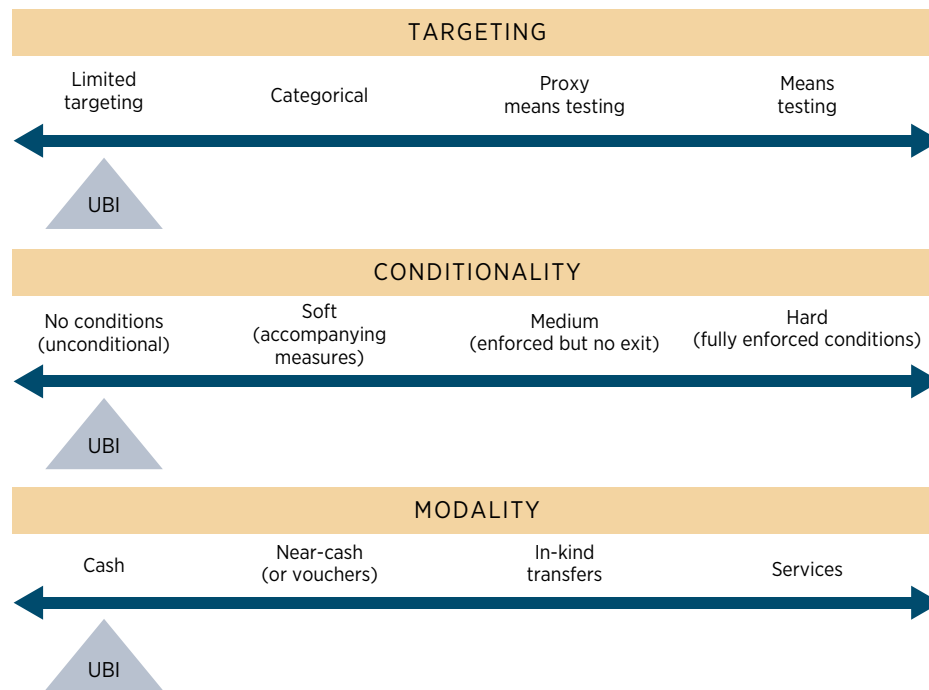 TARGETING
Limited
targeting
Categorical
Proxy
means testing
Means
testing
UBI
CONDITIONALITY
No conditions
(unconditional)
Soft
(accompanying
measures)
Medium
(enforced but no exit)
Hard
(fully enforced conditions)
UBI
MODALITY
Cash
Near-cash
(or vouchers)
In-kind
transfers
Services
UBI